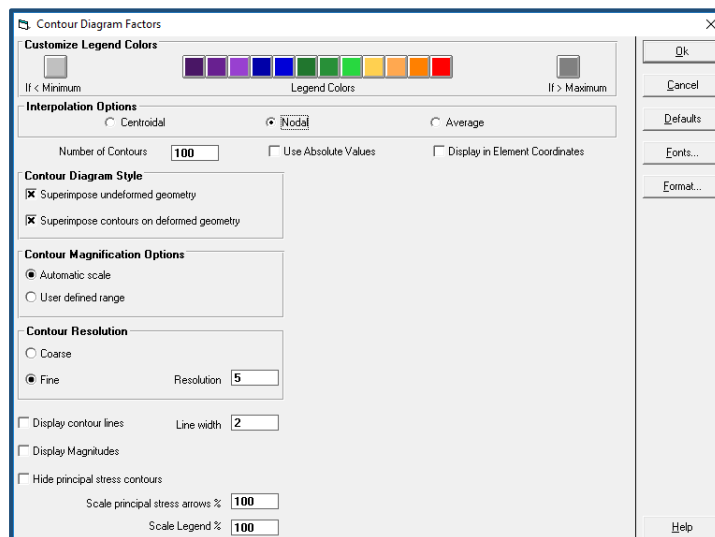 Contour Diagram Factors
Customize Legend Colors
If < Minimum
Legend Colors
If > Maximum
Interpolation Options
Centroidal
Nodal
Average
Number of Contours 100
Use Absolute Values
Display in Element Coordinates
Contour Diagram Style
Superimpose undeformed geometry
Superimpose contours on deformed geometry
Contour Magnification Options
Automatic scale
User defined range
Contour Resolution
Coarse
Fine
Resolution 5
Display contour lines
Line width 2
Display Magnitudes
Hide principal stress contours
Scale principal stress arrows % 100
Scale Legend % 100
Ok
Cancel
Defaults
Fonts...
Format...
Help